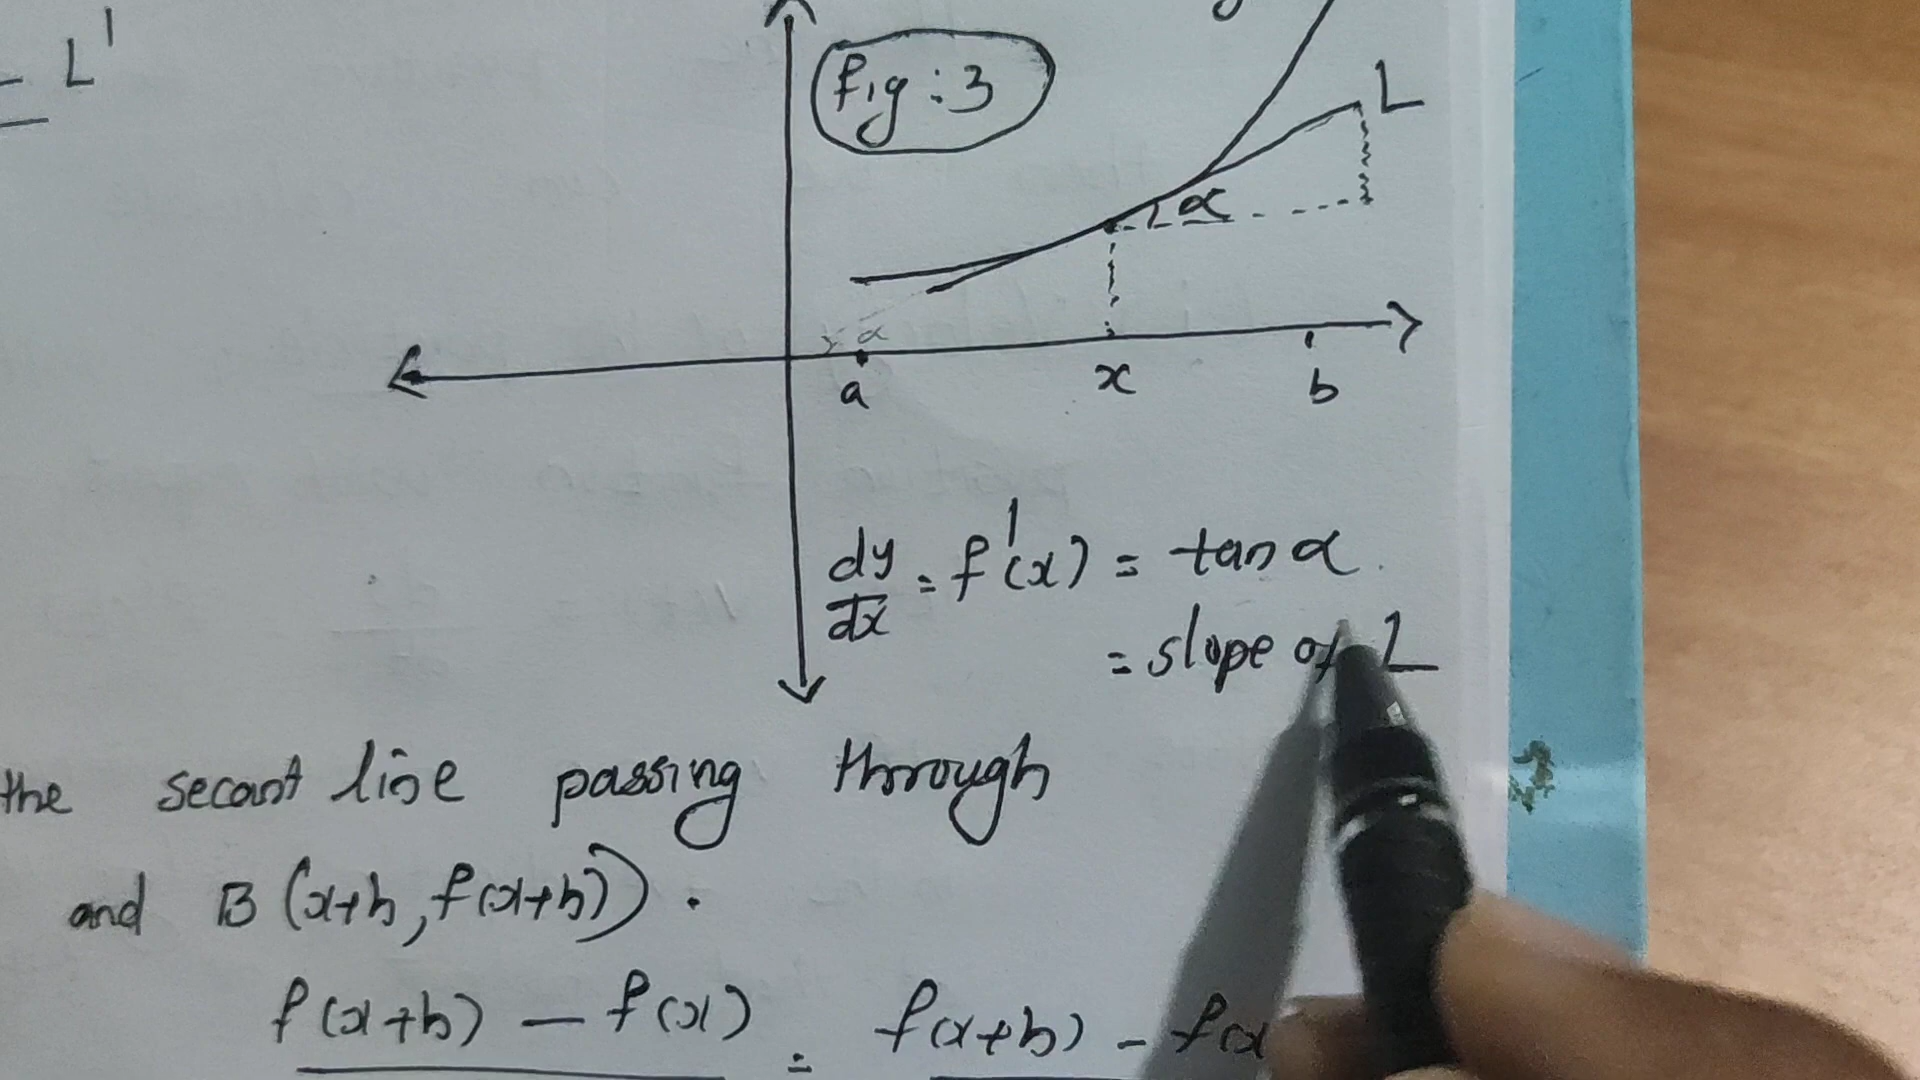 L'
fig:3
L
α
α
a x b
dy/dx = f'(x) = tan α
= slope of L
the secant line passing through
and B (x+h, f(x+h)).
f(x+h) - f(x) = f(x+h) - f(x